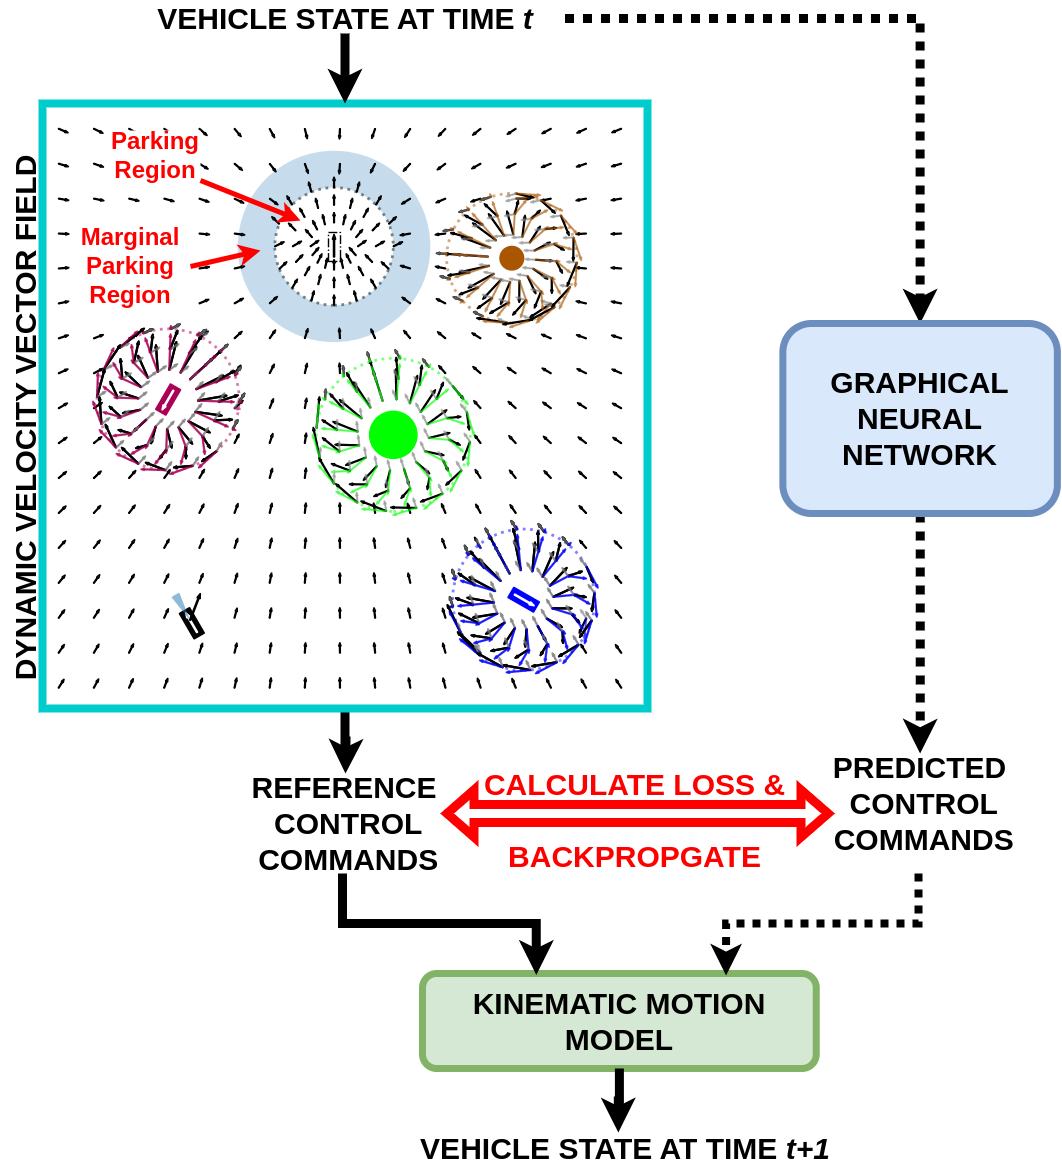 VEHICLE STATE AT TIME t
Parking
Region
Marginal
Parking
Region
DYNAMIC VELOCITY VECTOR FIELD
GRAPHICAL
NEURAL
NETWORK
REFERENCE
CONTROL
COMMANDS
CALCULATE LOSS &
BACKPROPGATE
PREDICTED
CONTROL
COMMANDS
KINEMATIC MOTION
MODEL
VEHICLE STATE AT TIME t+1